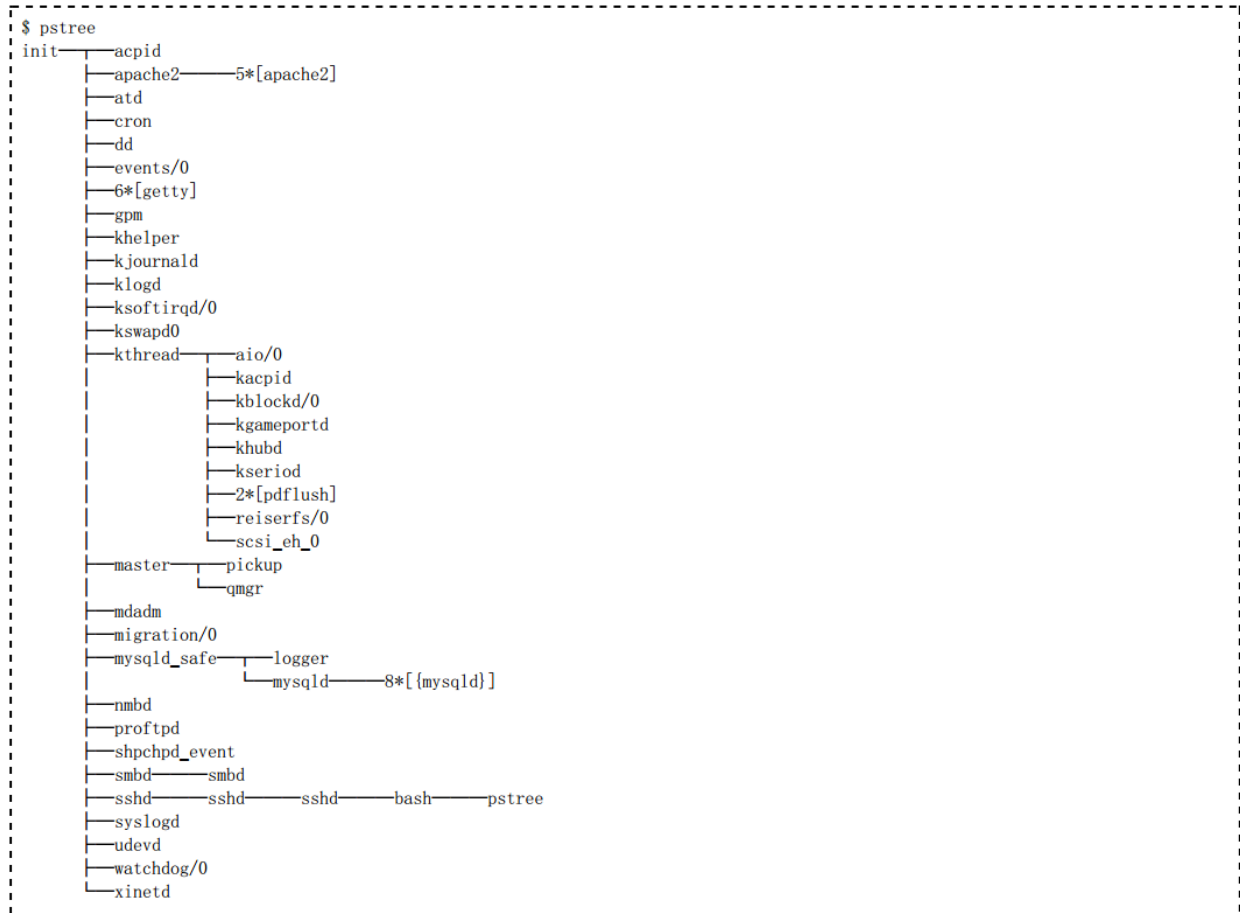 $ pstree
init─┬─acpid
     ├─apache2───5*[apache2]
     ├─atd
     ├─cron
     ├─dd
     ├─events/0
     ├─6*[getty]
     ├─gpm
     ├─khelper
     ├─kjournald
     ├─klogd
     ├─ksoftirqd/0
     ├─kswapd0
     ├─kthread─┬─aio/0
     │         ├─kacpid
     │         ├─kblockd/0
     │         ├─kgameportd
     │         ├─khubd
     │         ├─kseriod
     │         ├─2*[pdflush]
     │         ├─reiserfs/0
     │         └─scsi_eh_0
     ├─master─┬─pickup
     │        └─qmgr
     ├─mdadm
     ├─migration/0
     ├─mysqld_safe─┬─logger
     │             └─mysqld───8*[{mysqld}]
     ├─nmbd
     ├─proftpd
     ├─shpchpd_event
     ├─smbd───smbd
     ├─sshd───sshd───sshd───bash───pstree
     ├─syslogd
     ├─udevd
     ├─watchdog/0
     └─xinetd